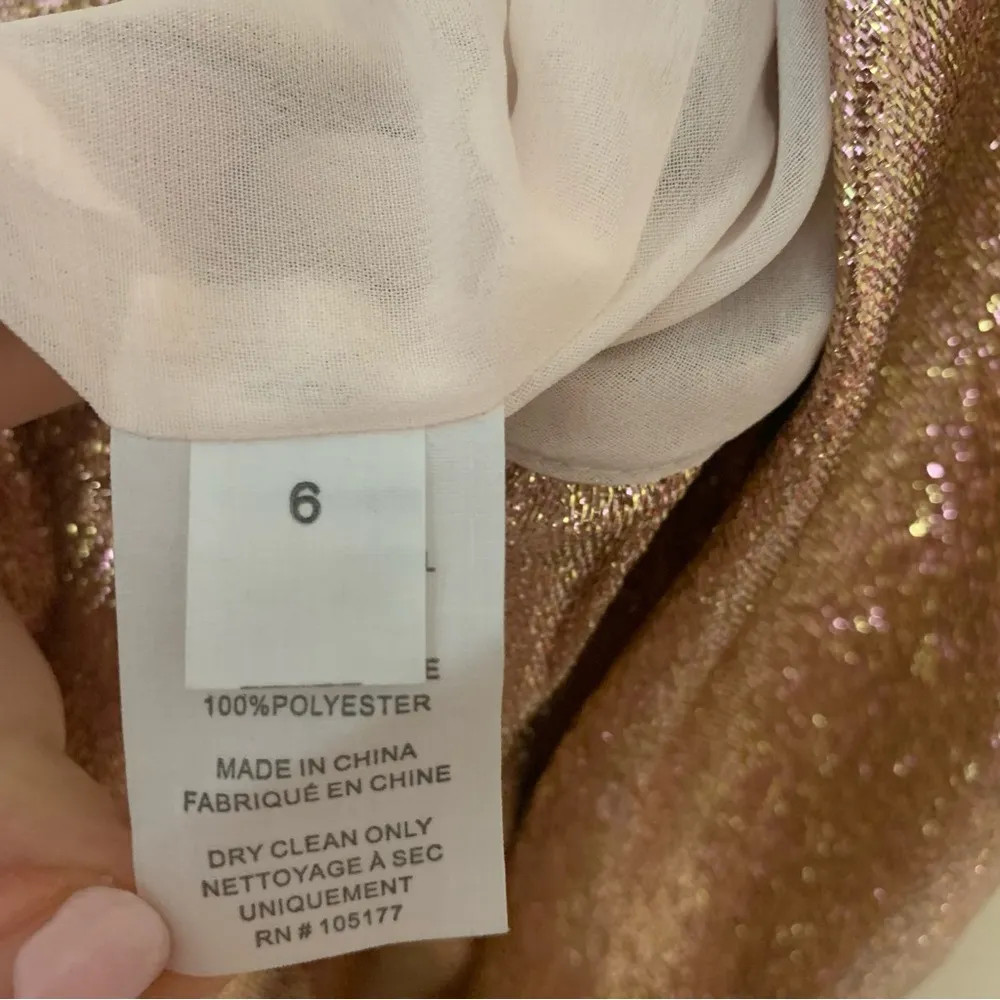 6
100%POLYESTER
MADE IN CHINA
FABRIQUÉ EN CHINE
DRY CLEAN ONLY
NETTOYAGE À SEC
UNIQUEMENT
RN # 105177